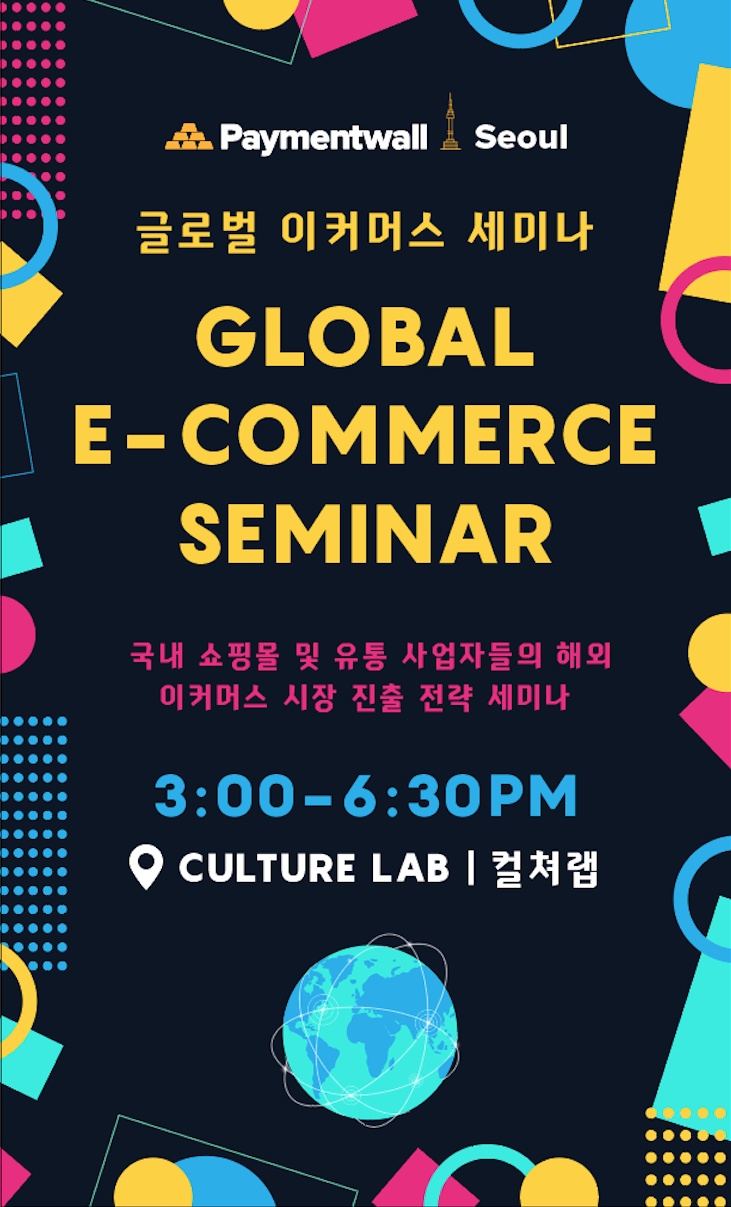 Paymentwall Seoul
글로벌 이커머스 세미나
GLOBAL
E-COMMERCE
SEMINAR
국내 쇼핑몰 및 유통 사업자들의 해외
이커머스 시장 진출 전략 세미나
3:00-6:30PM
CULTURE LAB | 컬쳐랩